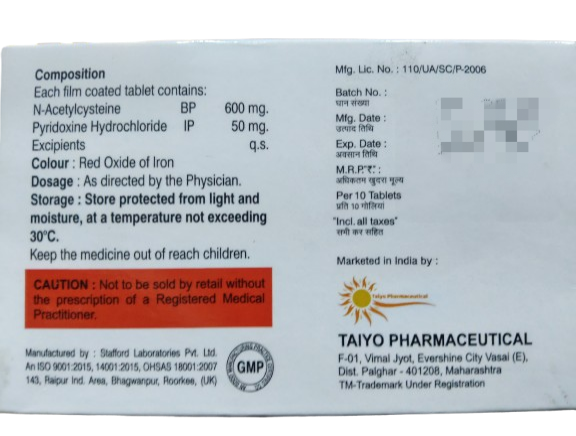 Composition
Each film coated tablet contains:
N-Acetylcysteine BP 600 mg.
Pyridoxine Hydrochloride IP 50 mg.
Excipients q.s.
Colour : Red Oxide of Iron
Dosage : As directed by the Physician.
Storage : Store protected from light and
moisture, at a temperature not exceeding
30°C.
Keep the medicine out of reach children.
CAUTION : Not to be sold by retail without
the prescription of a Registered Medical
Practitioner.
Manufactured by : Stafford Laboratories Pvt. Ltd.
An ISO 9001:2015, 14001:2015, OHSAS 18001:2007
143, Raipur Ind. Area, Bhagwanpur, Roorkee, (UK)
GMP
Mfg. Lic. No. : 110/UA/SC/P-2006
Batch No. :
घान संख्या
Mfg. Date :
उत्पाद तिथि
Exp. Date :
अवसान तिथि
M.R.P."₹" :
अधिकतम खुदरा मूल्य
Per 10 Tablets
प्रति 10 गोलियां
"Incl. all taxes"
सभी कर सहित
Marketed in India by :
Taiyo Pharmaceutical
TAIYO PHARMACEUTICAL
F-01, Vimal Jyot, Evershine City Vasai (E),
Dist. Palghar - 401208, Maharashtra
TM-Trademark Under Registration